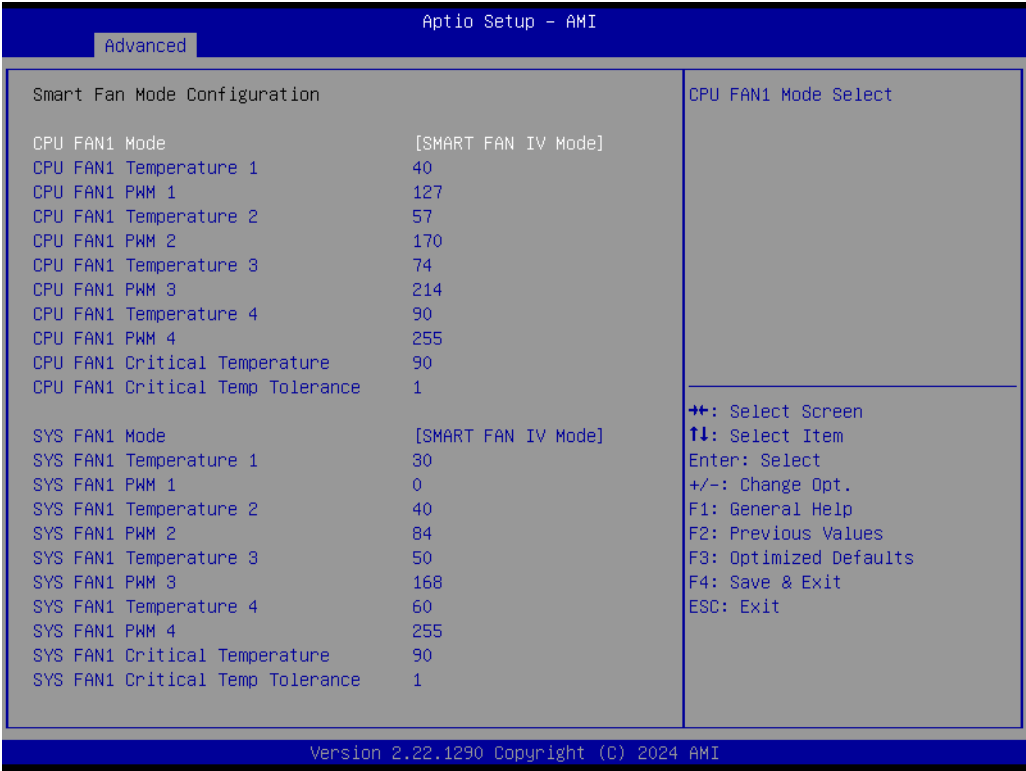 Aptio Setup - AMI
Advanced
Smart Fan Mode Configuration
CPU FAN1 Mode [SMART FAN IV Mode]
CPU FAN1 Temperature 1 40
CPU FAN1 PWM 1 127
CPU FAN1 Temperature 2 57
CPU FAN1 PWM 2 170
CPU FAN1 Temperature 3 74
CPU FAN1 PWM 3 214
CPU FAN1 Temperature 4 90
CPU FAN1 PWM 4 255
CPU FAN1 Critical Temperature 90
CPU FAN1 Critical Temp Tolerance 1
SYS FAN1 Mode [SMART FAN IV Mode]
SYS FAN1 Temperature 1 30
SYS FAN1 PWM 1 0
SYS FAN1 Temperature 2 40
SYS FAN1 PWM 2 84
SYS FAN1 Temperature 3 50
SYS FAN1 PWM 3 168
SYS FAN1 Temperature 4 60
SYS FAN1 PWM 4 255
SYS FAN1 Critical Temperature 90
SYS FAN1 Critical Temp Tolerance 1
CPU FAN1 Mode Select
→←: Select Screen
↑↓: Select Item
Enter: Select
+/-: Change Opt.
F1: General Help
F2: Previous Values
F3: Optimized Defaults
F4: Save & Exit
ESC: Exit
Version 2.22.1290 Copyright (C) 2024 AMI